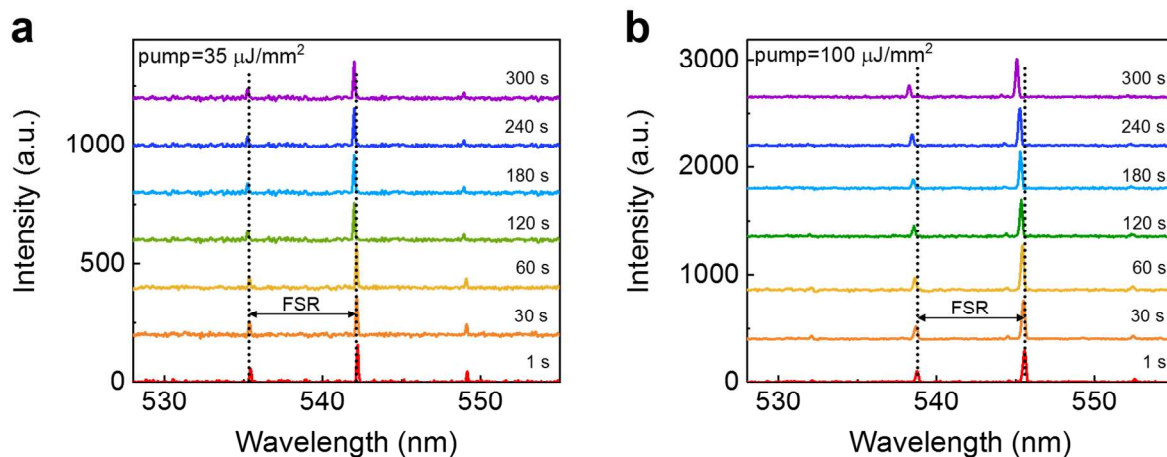 a
pump=35 μJ/mm²
300 s
240 s
180 s
120 s
60 s
30 s
1 s
FSR
1000
500
0
530
540
550
Intensity (a.u.)
Wavelength (nm)
b
pump=100 μJ/mm²
300 s
240 s
180 s
120 s
60 s
30 s
1 s
FSR
3000
2000
1000
0
530
540
550
Intensity (a.u.)
Wavelength (nm)